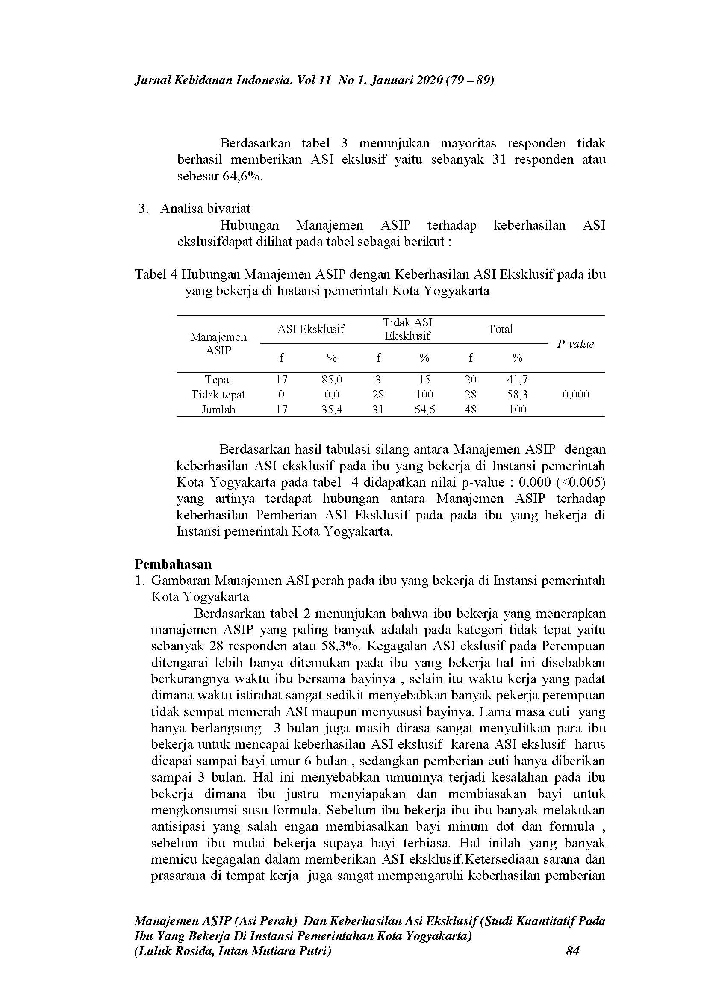 Jurnal Kebidanan Indonesia. Vol 11 No 1. Januari 2020 (79 – 89)
Berdasarkan tabel 3 menunjukan mayoritas responden tidak
berhasil memberikan ASI ekslusif yaitu sebanyak 31 responden atau
sebesar 64,6%.
3. Analisa bivariat
Hubungan Manajemen ASIP terhadap keberhasilan ASI
ekslusifdapat dilihat pada tabel sebagai berikut :
Tabel 4 Hubungan Manajemen ASIP dengan Keberhasilan ASI Eksklusif pada ibu
yang bekerja di Instansi pemerintah Kota Yogyakarta
Manajemen ASIP ASI Eksklusif Tidak ASI Eksklusif Total P-value
f % f % f %
Tepat 17 85,0 3 15 20 41,7
Tidak tepat 0 0,0 28 100 28 58,3 0,000
Jumlah 17 35,4 31 64,6 48 100
Berdasarkan hasil tabulasi silang antara Manajemen ASIP dengan
keberhasilan ASI eksklusif pada ibu yang bekerja di Instansi pemerintah
Kota Yogyakarta pada tabel 4 didapatkan nilai p-value : 0,000 (<0.005)
yang artinya terdapat hubungan antara Manajemen ASIP terhadap
keberhasilan Pemberian ASI Eksklusif pada pada ibu yang bekerja di
Instansi pemerintah Kota Yogyakarta.
Pembahasan
1. Gambaran Manajemen ASI perah pada ibu yang bekerja di Instansi pemerintah
Kota Yogyakarta
Berdasarkan tabel 2 menunjukan bahwa ibu bekerja yang menerapkan
manajemen ASIP yang paling banyak adalah pada kategori tidak tepat yaitu
sebanyak 28 responden atau 58,3%. Kegagalan ASI ekslusif pada Perempuan
ditengarai lebih banya ditemukan pada ibu yang bekerja hal ini disebabkan
berkurangnya waktu ibu bersama bayinya , selain itu waktu kerja yang padat
dimana waktu istirahat sangat sedikit menyebabkan banyak pekerja perempuan
tidak sempat memerah ASI maupun menyususi bayinya. Lama masa cuti yang
hanya berlangsung 3 bulan juga masih dirasa sangat menyulitkan para ibu
bekerja untuk mencapai keberhasilan ASI ekslusif karena ASI ekslusif harus
dicapai sampai bayi umur 6 bulan , sedangkan pemberian cuti hanya diberikan
sampai 3 bulan. Hal ini menyebabkan umumnya terjadi kesalahan pada ibu
bekerja dimana ibu justru menyiapakan dan membiasakan bayi untuk
mengkonsumsi susu formula. Sebelum ibu bekerja ibu ibu banyak melakukan
antisipasi yang salah engan membiasalkan bayi minum dot dan formula ,
sebelum ibu mulai bekerja supaya bayi terbiasa. Hal inilah yang banyak
memicu kegagalan dalam memberikan ASI eksklusif.Ketersediaan sarana dan
prasarana di tempat kerja juga sangat mempengaruhi keberhasilan pemberian
Manajemen ASIP (Asi Perah) Dan Keberhasilan Asi Eksklusif (Studi Kuantitatif Pada
Ibu Yang Bekerja Di Instansi Pemerintahan Kota Yogyakarta)
(Luluk Rosida, Intan Mutiara Putri) 84